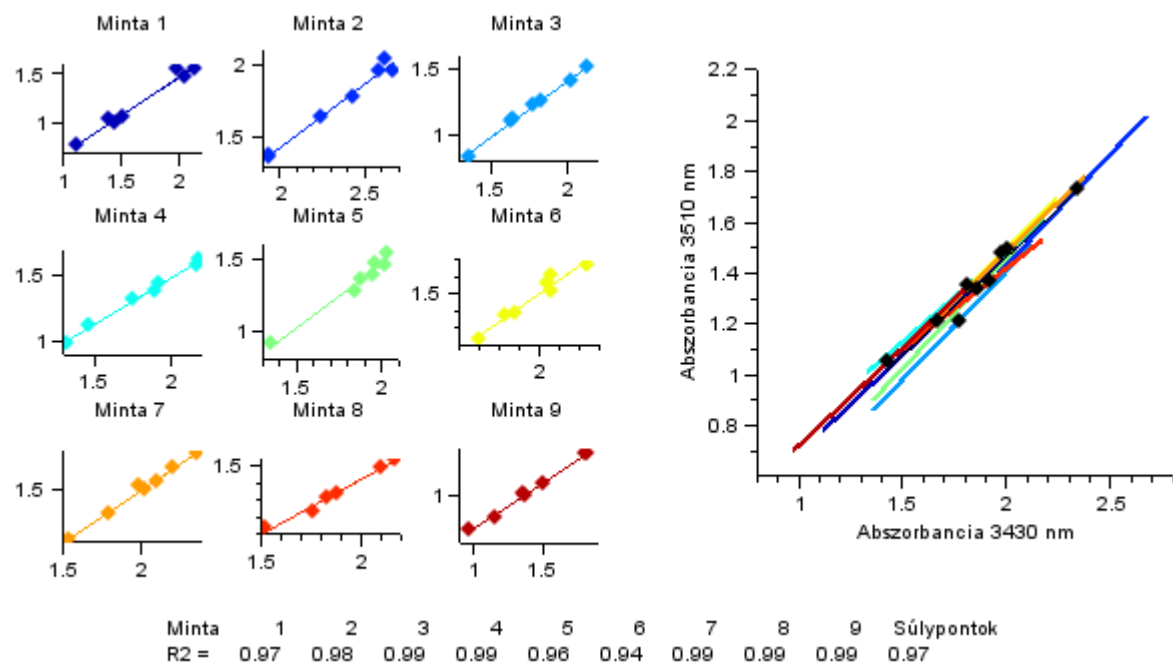 Minta 1
Minta 2
Minta 3
1.5
1
1 1.5 2
2
1.5
2 2.5
1.5
1
1.5 2
Minta 4
Minta 5
Minta 6
1.5
1
1.5 2
1.5
1
1.5 2
1.5
2
Minta 7
Minta 8
Minta 9
1.5
1.5 2
1.5
1.5 2
1
1 1.5
Abszorbancia 3510 nm
2.2
2
1.8
1.6
1.4
1.2
1
0.8
1 1.5 2 2.5
Abszorbancia 3430 nm
Minta 1 2 3 4 5 6 7 8 9 Súlypontok
R2 = 0.97 0.98 0.99 0.99 0.96 0.94 0.99 0.99 0.99 0.97